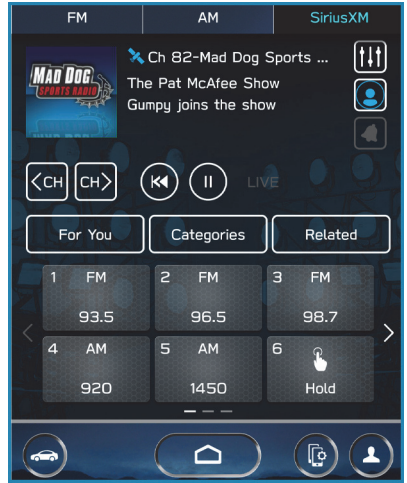 FM AM SiriusXM
Ch 82-Mad Dog Sports ...
MAD DOG
SPORTS RADIO
The Pat McAfee Show
Gumpy joins the show
<CH CH> LIVE
For You Categories Related
1 FM 2 FM 3 FM
93.5 96.5 98.7
4 AM 5 AM 6
920 1450 Hold